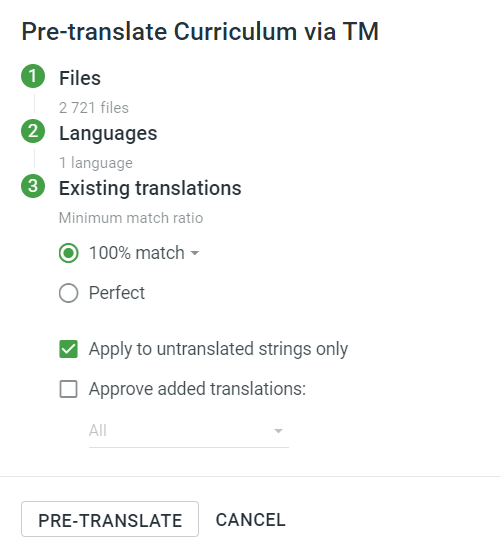 Pre-translate Curriculum via TM
1 Files
2 721 files
2 Languages
1 language
3 Existing translations
Minimum match ratio
100% match
Perfect
Apply to untranslated strings only
Approve added translations:
All
PRE-TRANSLATE CANCEL